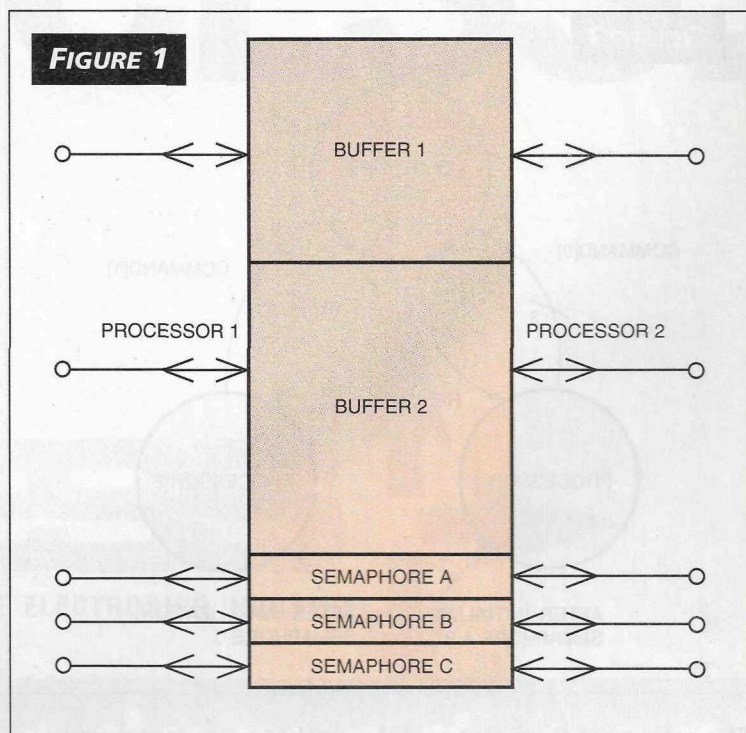 FIGURE 1
BUFFER 1
PROCESSOR 1
PROCESSOR 2
BUFFER 2
SEMAPHORE A
SEMAPHORE B
SEMAPHORE C